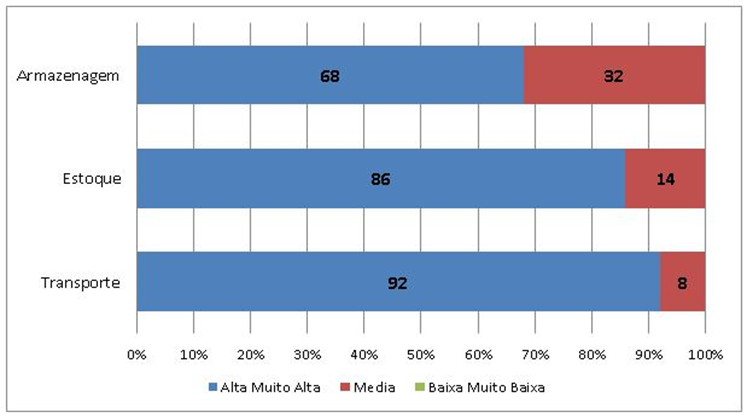 Armazenagem 68 32
Estoque 86 14
Transporte 92 8
0% 10% 20% 30% 40% 50% 60% 70% 80% 90% 100%
Alta Muito Alta Media Baixa Muito Baixa